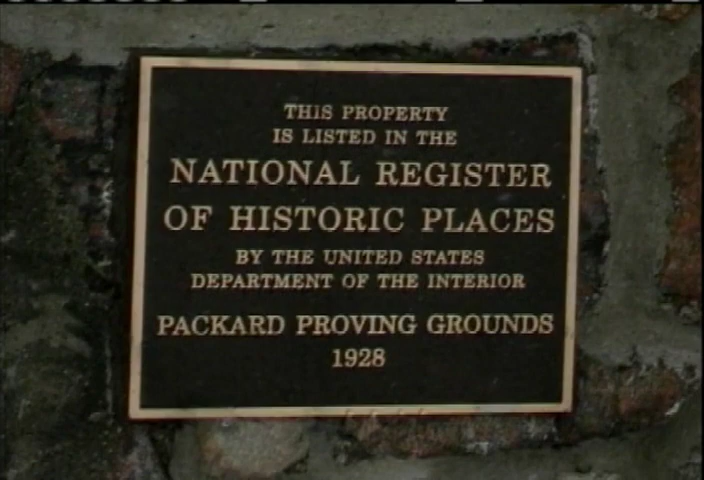 THIS PROPERTY
IS LISTED IN THE
NATIONAL REGISTER
OF HISTORIC PLACES
BY THE UNITED STATES
DEPARTMENT OF THE INTERIOR
PACKARD PROVING GROUNDS
1928